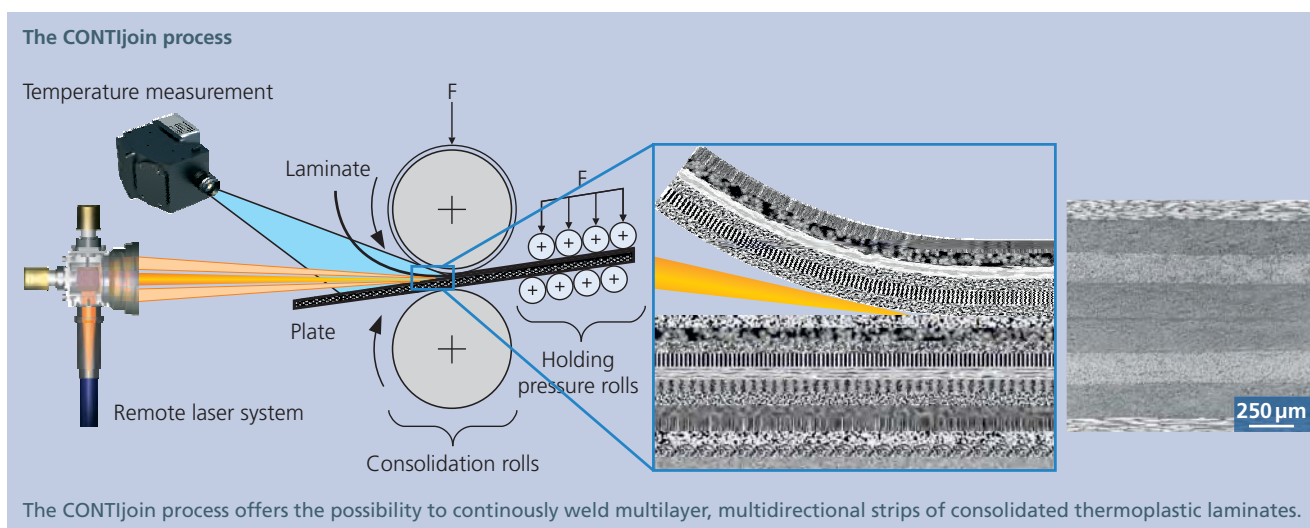 The CONTIjoin process
Temperature measurement
F
Laminate
F
Plate
Holding
pressure rolls
Remote laser system
Consolidation rolls
250 µm
The CONTIjoin process offers the possibility to continously weld multilayer, multidirectional strips of consolidated thermoplastic laminates.